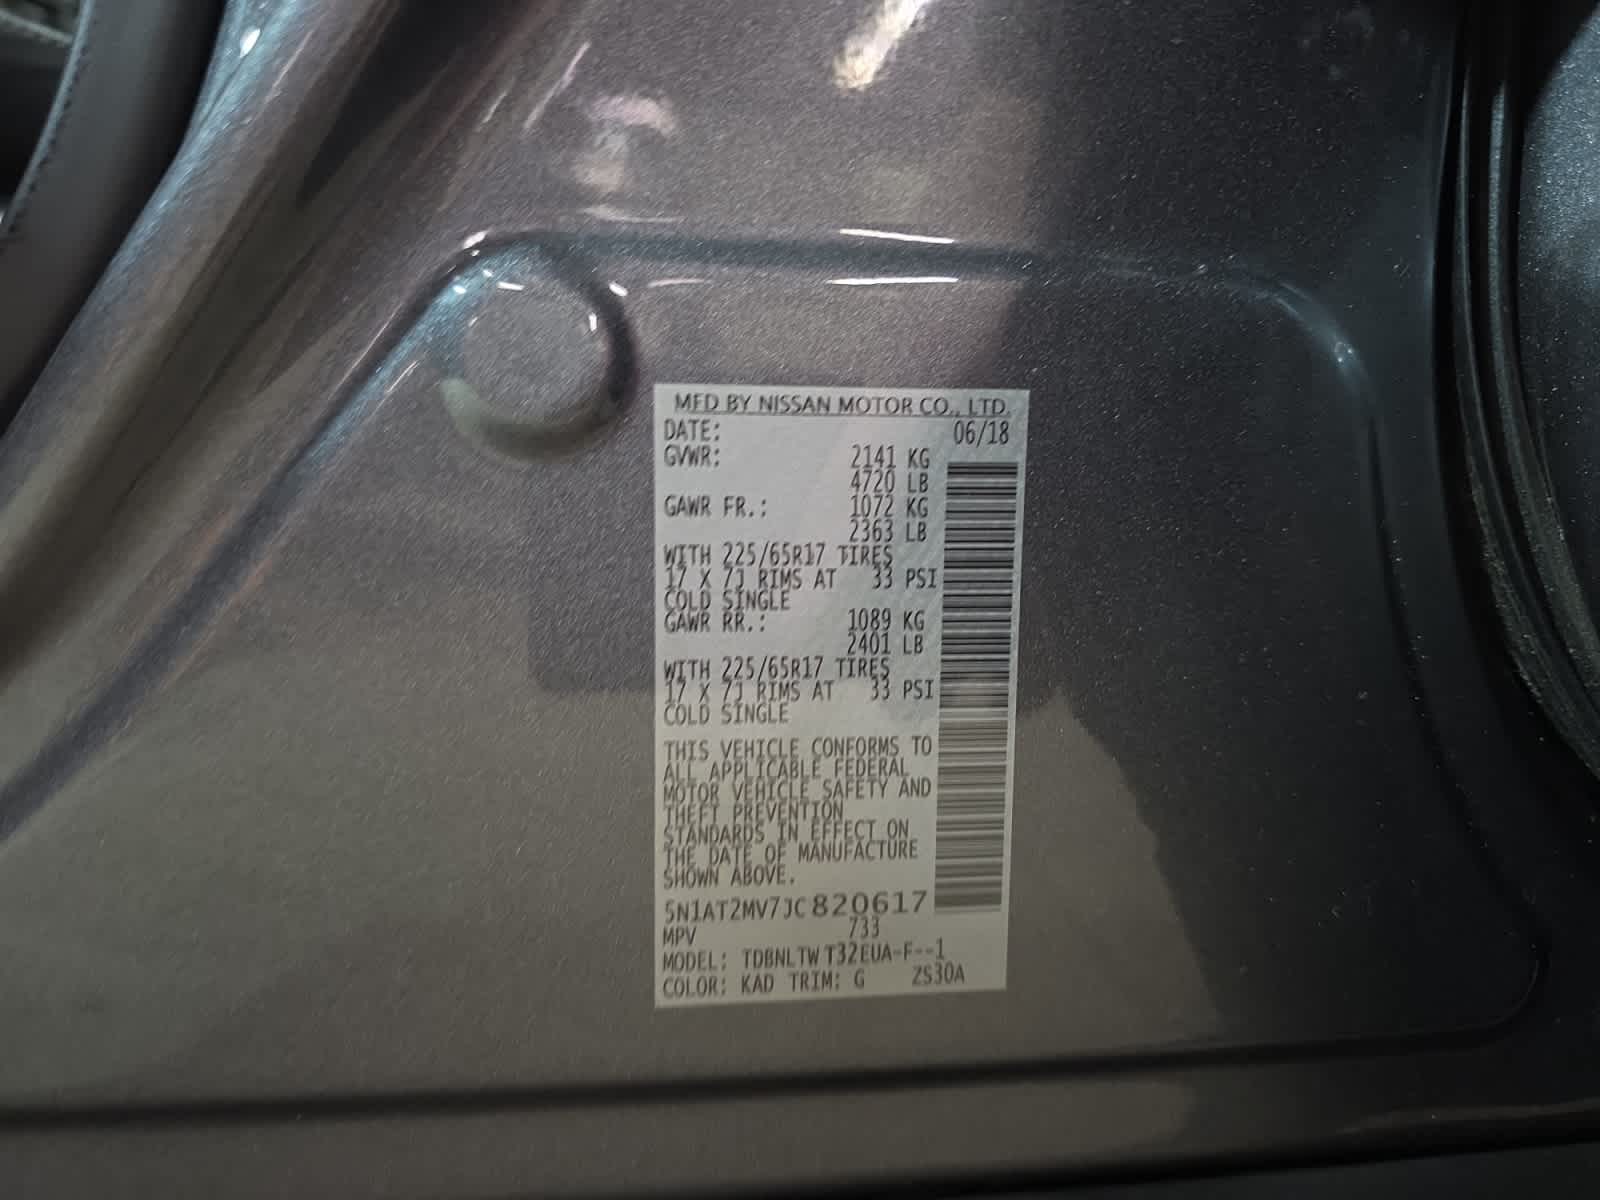 MFD BY NISSAN MOTOR CO., LTD.
DATE: 06/18
GVWR: 2141 KG
4720 LB
GAWR FR.: 1072 KG
2363 LB
WITH 225/65R17 TIRES
17 X 7J RIMS AT 33 PSI
COLD SINGLE
GAWR RR.: 1089 KG
2401 LB
WITH 225/65R17 TIRES
17 X 7J RIMS AT 33 PSI
COLD SINGLE
THIS VEHICLE CONFORMS TO
ALL APPLICABLE FEDERAL
MOTOR VEHICLE SAFETY AND
THEFT PREVENTION
STANDARDS IN EFFECT ON
THE DATE OF MANUFACTURE
SHOWN ABOVE.
5N1AT2MV7JC820617
MPV 733
MODEL: TDBNLTW T32EUA-F--1
COLOR: KAD TRIM: G ZS30A